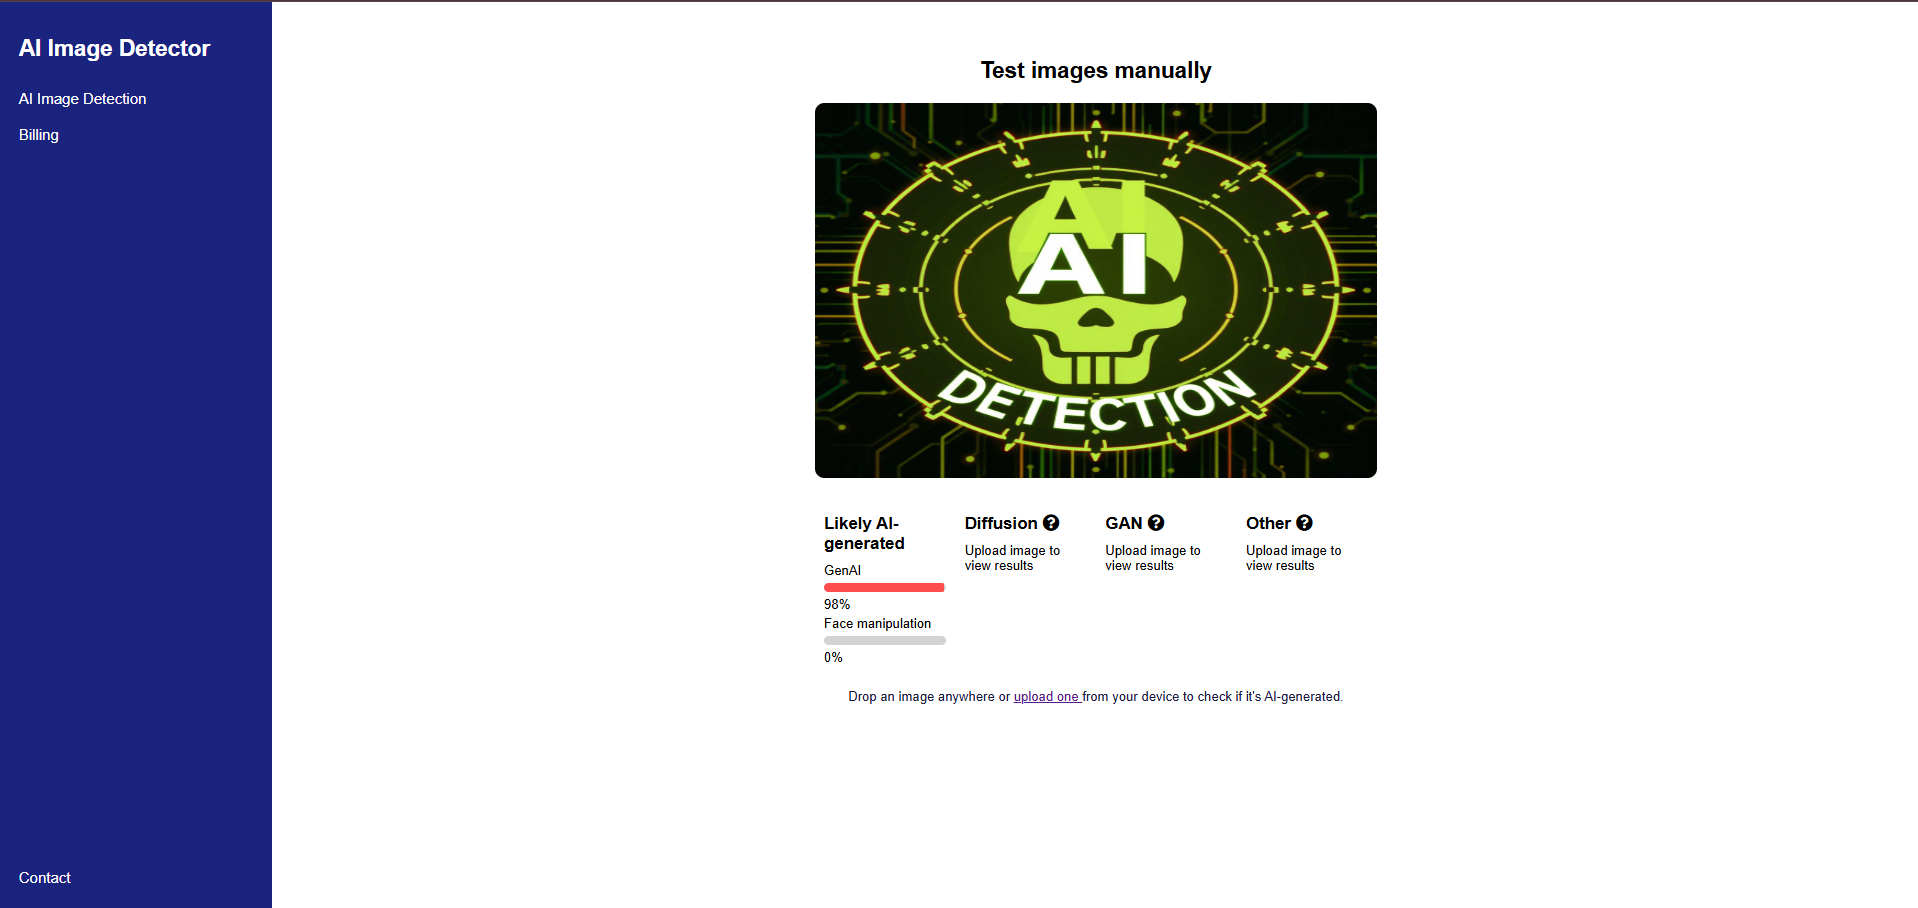 AI Image Detector
AI Image Detection
Billing
Contact
Test images manually
AI
AI
DETECTION
Likely AI-
generated
GenAI
98%
Face manipulation
0%
Diffusion ?
Upload image to
view results
GAN ?
Upload image to
view results
Other ?
Upload image to
view results
Drop an image anywhere or upload one from your device to check if it's AI-generated.